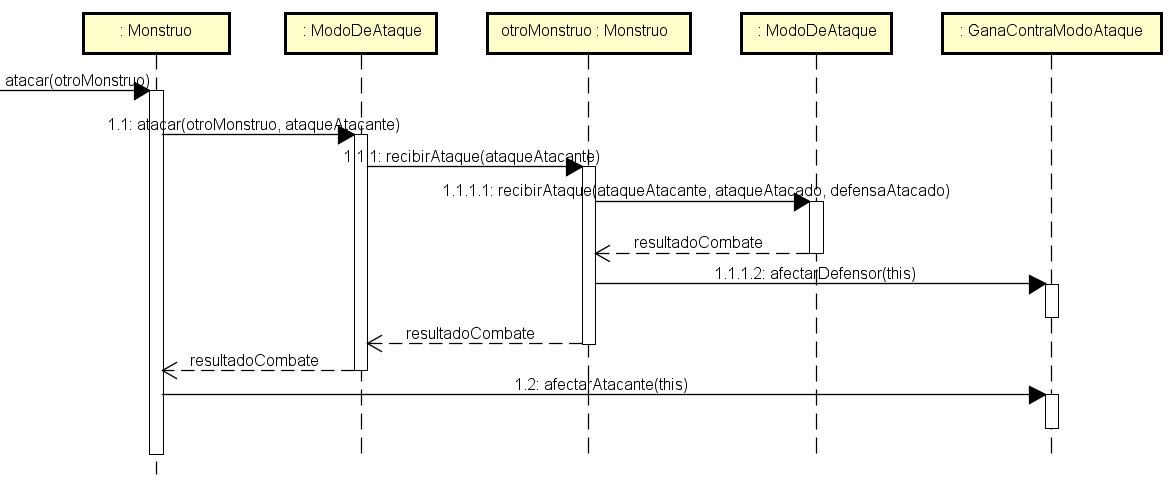 : Monstruo
: ModoDeAtaque
otroMonstruo : Monstruo
: ModoDeAtaque
: GanaContraModoAtaque
atacar(otroMonstruo)
1.1: atacar(otroMonstruo, ataqueAtacante)
1.1.1: recibirAtaque(ataqueAtacante)
1.1.1.1: recibirAtaque(ataqueAtacante, ataqueAtacado, defensaAtacado)
resultadoCombate
1.1.1.2: afectarDefensor(this)
resultadoCombate
resultadoCombate
1.2: afectarAtacante(this)